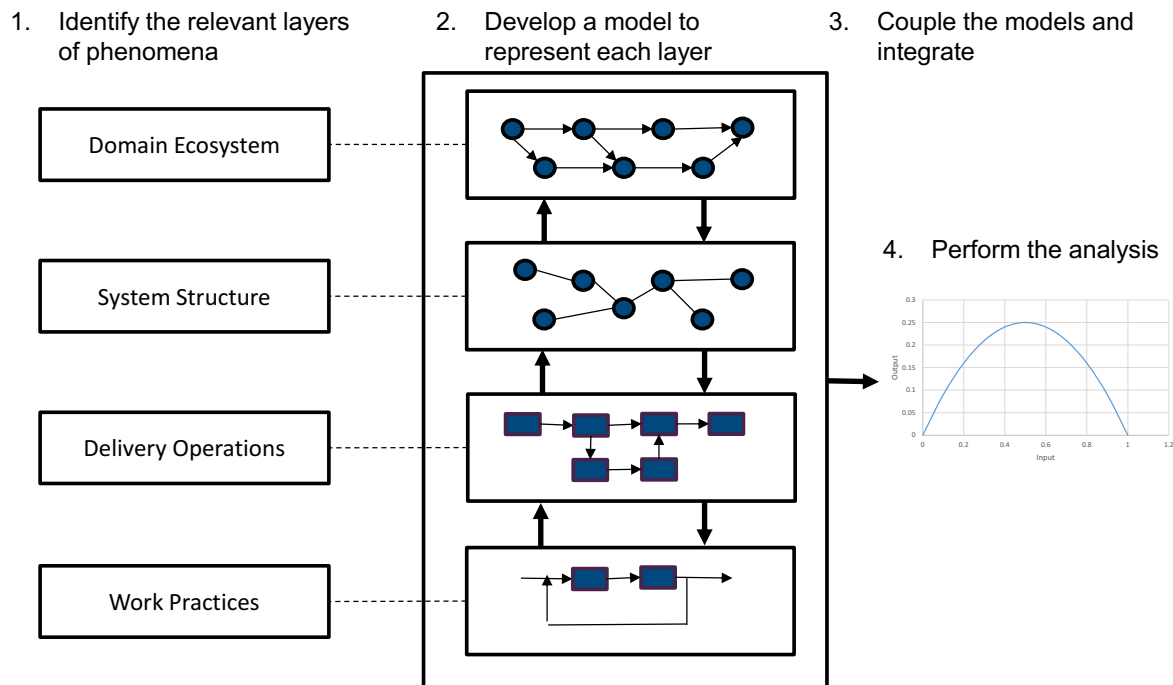 1. Identify the relevant layers
of phenomena
2. Develop a model to
represent each layer
3. Couple the models and
integrate
Domain Ecosystem
System Structure
Delivery Operations
Work Practices
4. Perform the analysis
0.3
0.25
0.2
0.15
0.1
0.05
0
Output
0 0.2 0.4 0.6 0.8 1 1.2
Input